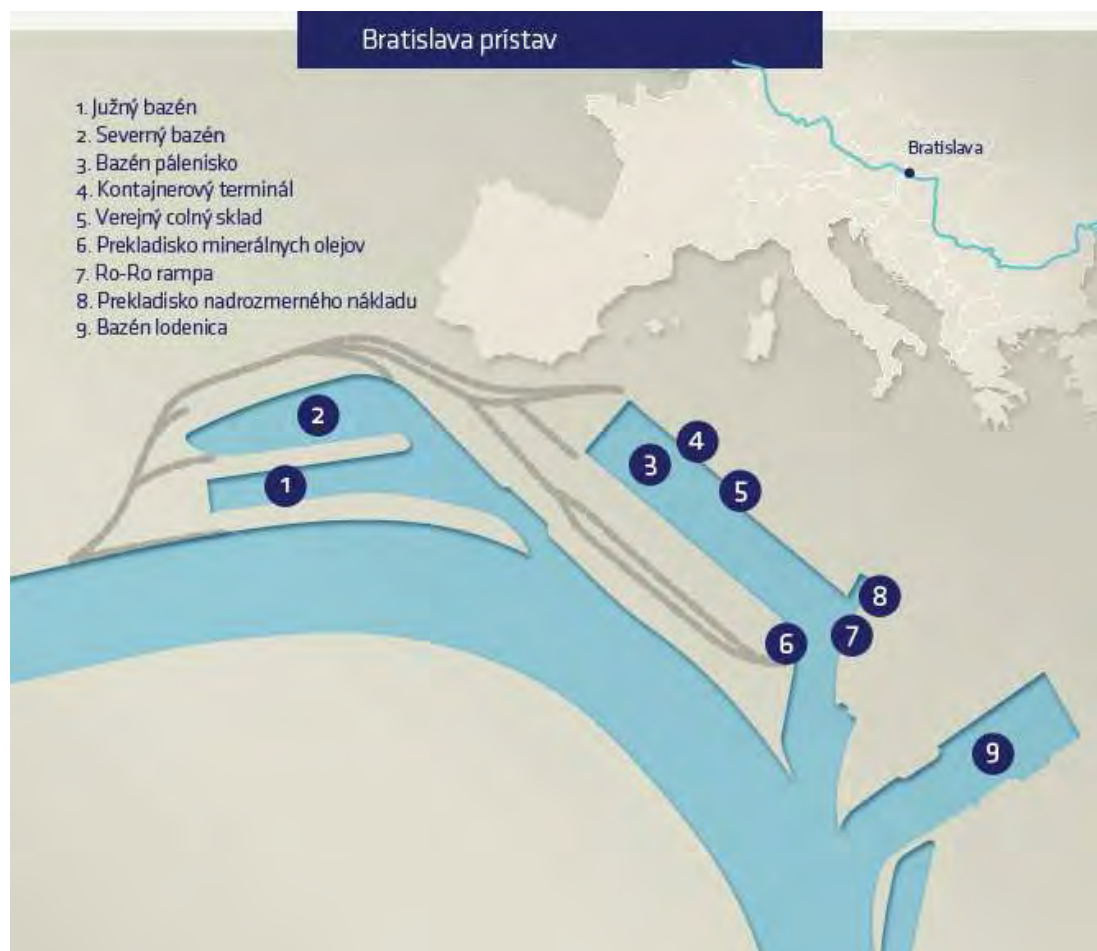 Bratislava prístav
1. Južný bazén
2. Severný bazén
3. Bazén pálenisko
4. Kontajnerový terminál
5. Verejný colný sklad
6. Prekladisko minerálnych olejov
7. Ro-Ro rampa
8. Prekladisko nadrozmerného nákladu
9. Bazén lodenica
Bratislava
2
1
3
4
5
6
7
8
9